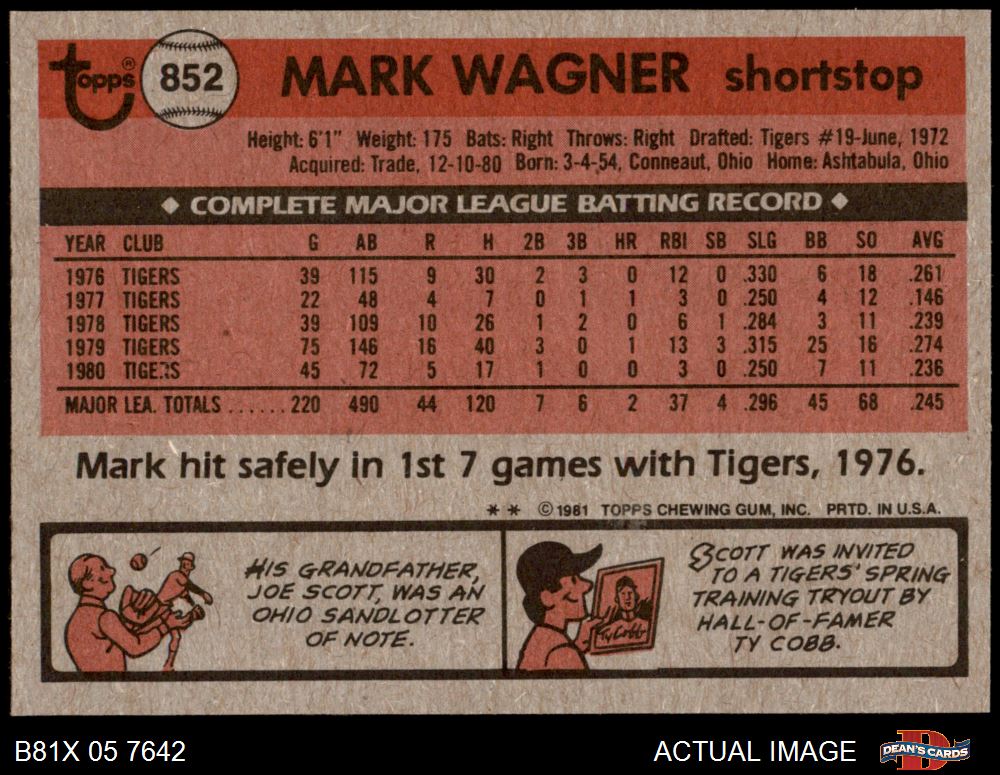 Topps® 852 MARK WAGNER shortstop
Height: 6'1" Weight: 175 Bats: Right Throws: Right Drafted: Tigers #19-June, 1972
Acquired: Trade, 12-10-80 Born: 3-4-54, Conneaut, Ohio Home: Ashtabula, Ohio
◆ COMPLETE MAJOR LEAGUE BATTING RECORD ◆
YEAR CLUB G AB R H 2B 3B HR RBI SB SLG BB SO AVG
1976 TIGERS 39 115 9 30 2 3 0 12 0 .330 6 18 .261
1977 TIGERS 22 48 4 7 0 1 1 3 0 .250 4 12 .146
1978 TIGERS 39 109 10 26 1 2 0 6 1 .284 3 11 .239
1979 TIGERS 75 146 16 40 3 0 1 13 3 .315 25 16 .274
1980 TIGERS 45 72 5 17 1 0 0 3 0 .250 7 11 .236
MAJOR LEA. TOTALS ...... 220 490 44 120 7 6 2 37 4 .296 45 68 .245
Mark hit safely in 1st 7 games with Tigers, 1976.
* * © 1981 TOPPS CHEWING GUM, INC. PRTD. IN U.S.A.
HIS GRANDFATHER,
JOE SCOTT, WAS AN
OHIO SANDLOTTER
OF NOTE.
Ty Cobb
SCOTT WAS INVITED
TO A TIGERS' SPRING
TRAINING TRYOUT BY
HALL-OF-FAMER
TY COBB.
B81X 05 7642 ACTUAL IMAGE DEAN'S CARDS